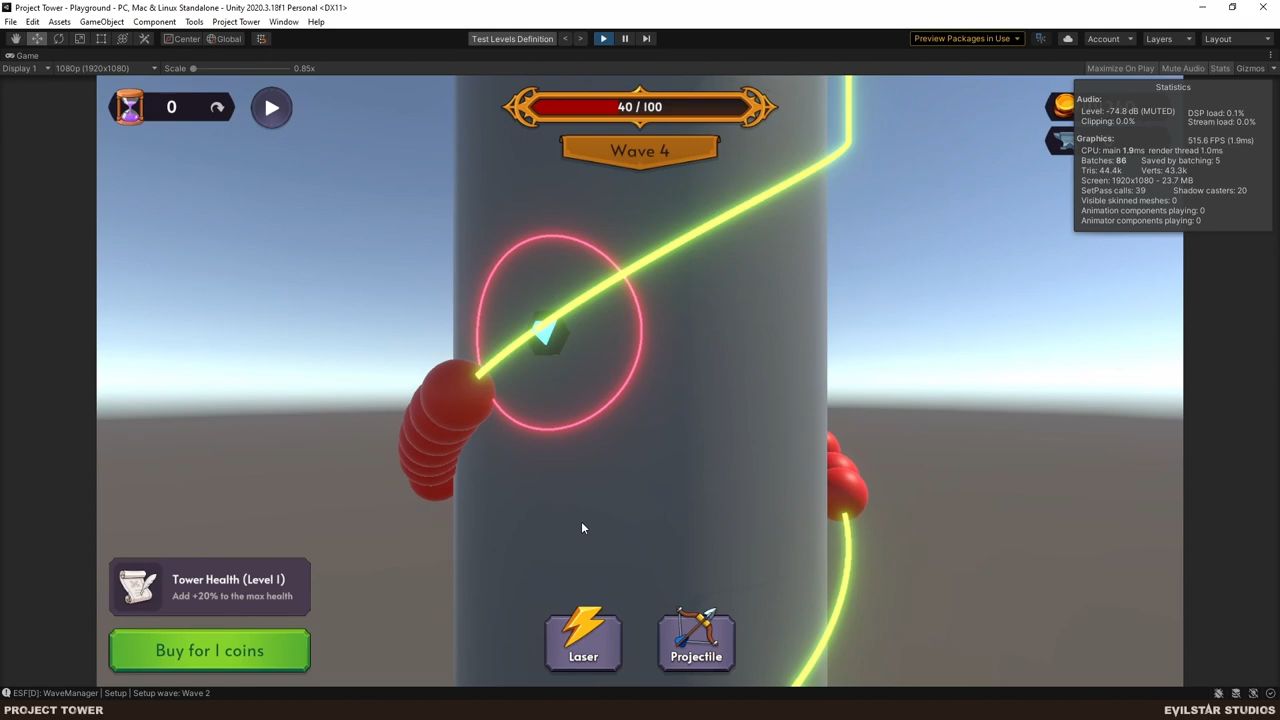 Project Tower - Playground - PC, Mac & Linux Standalone - Unity 2020.3.18f1 Personal <DX11>
File Edit Assets GameObject Component Tools Project Tower Window Help
Center Global Test Levels Definition < > Preview Packages in Use Account Layers Layout
Game
Display 1 1080p (1920x1080) Scale 0.85x Maximize On Play Mute Audio Stats Gizmos
Statistics
Audio:
Level: -74.8 dB (MUTED) DSP load: 0.1%
Clipping: 0.0% Stream load: 0.0%
Graphics: 515.6 FPS (1.9ms)
CPU: main 1.9ms render thread 1.0ms
Batches: 86 Saved by batching: 5
Tris: 44.4k Verts: 43.3k
Screen: 1920x1080 - 23.7 MB
SetPass calls: 39 Shadow casters: 20
Visible skinned meshes: 0
Animation components playing: 0
Animator components playing: 0
0
40 / 100
Wave 4
Tower Health (Level 1)
Add +20% to the max health
Buy for 1 coins
Laser
Projectile
ESF[D]: WaveManager | Setup | Setup wave: Wave 2
PROJECT TOWER
EVILSTAR STUDIOS